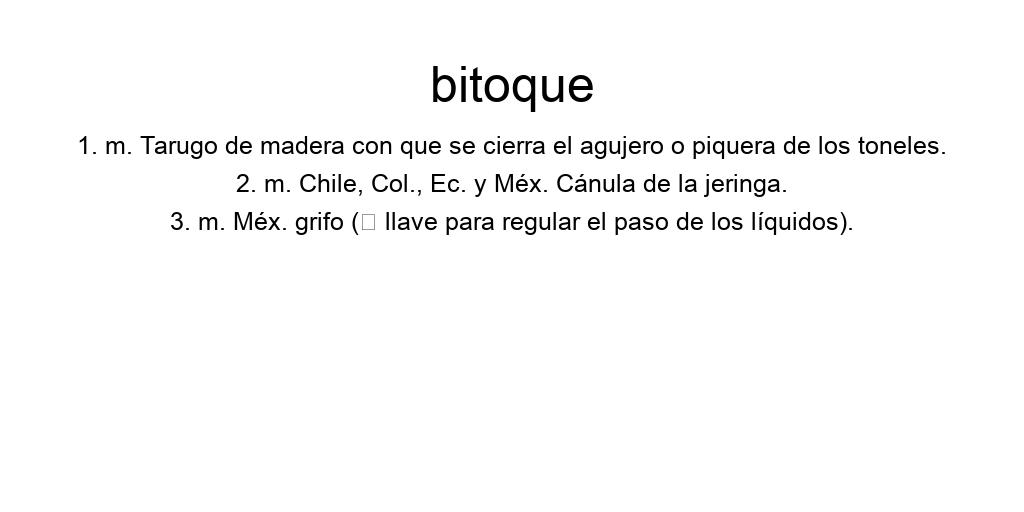 bitoque
1. m. Tarugo de madera con que se cierra el agujero o piquera de los toneles.
2. m. Chile, Col., Ec. y Méx. Cánula de la jeringa.
3. m. Méx. grifo (□ llave para regular el paso de los líquidos).